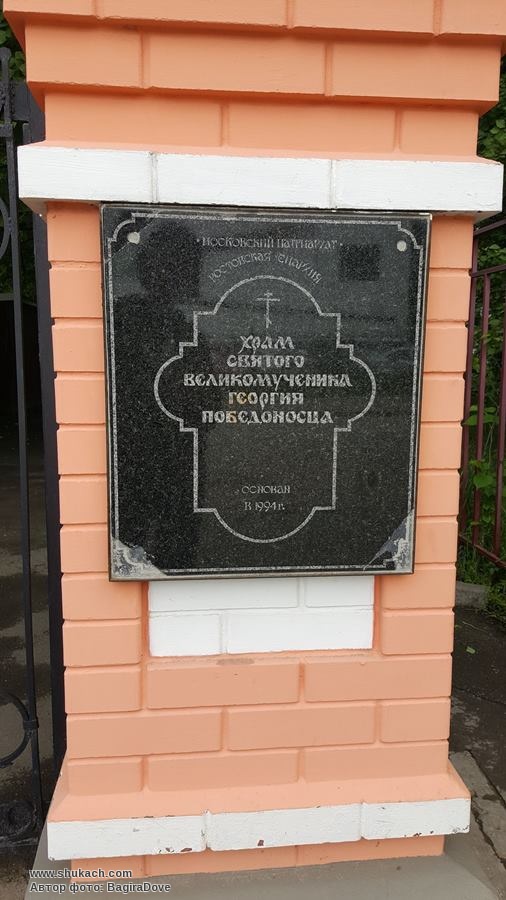 • МОСКОВСКИЙ ПАТРИАРХАТ •
РОСТОВСКАЯ ЕПАРХИЯ
ХРАМ
СВЯТОГО
ВЕЛИКОМУЧЕНИКА
ГЕОРГИЯ
ПОБЕДОНОСЦА
ОСНОВАН
В 1994 г.
www.shukach.com
Автор фото: BagiraDove